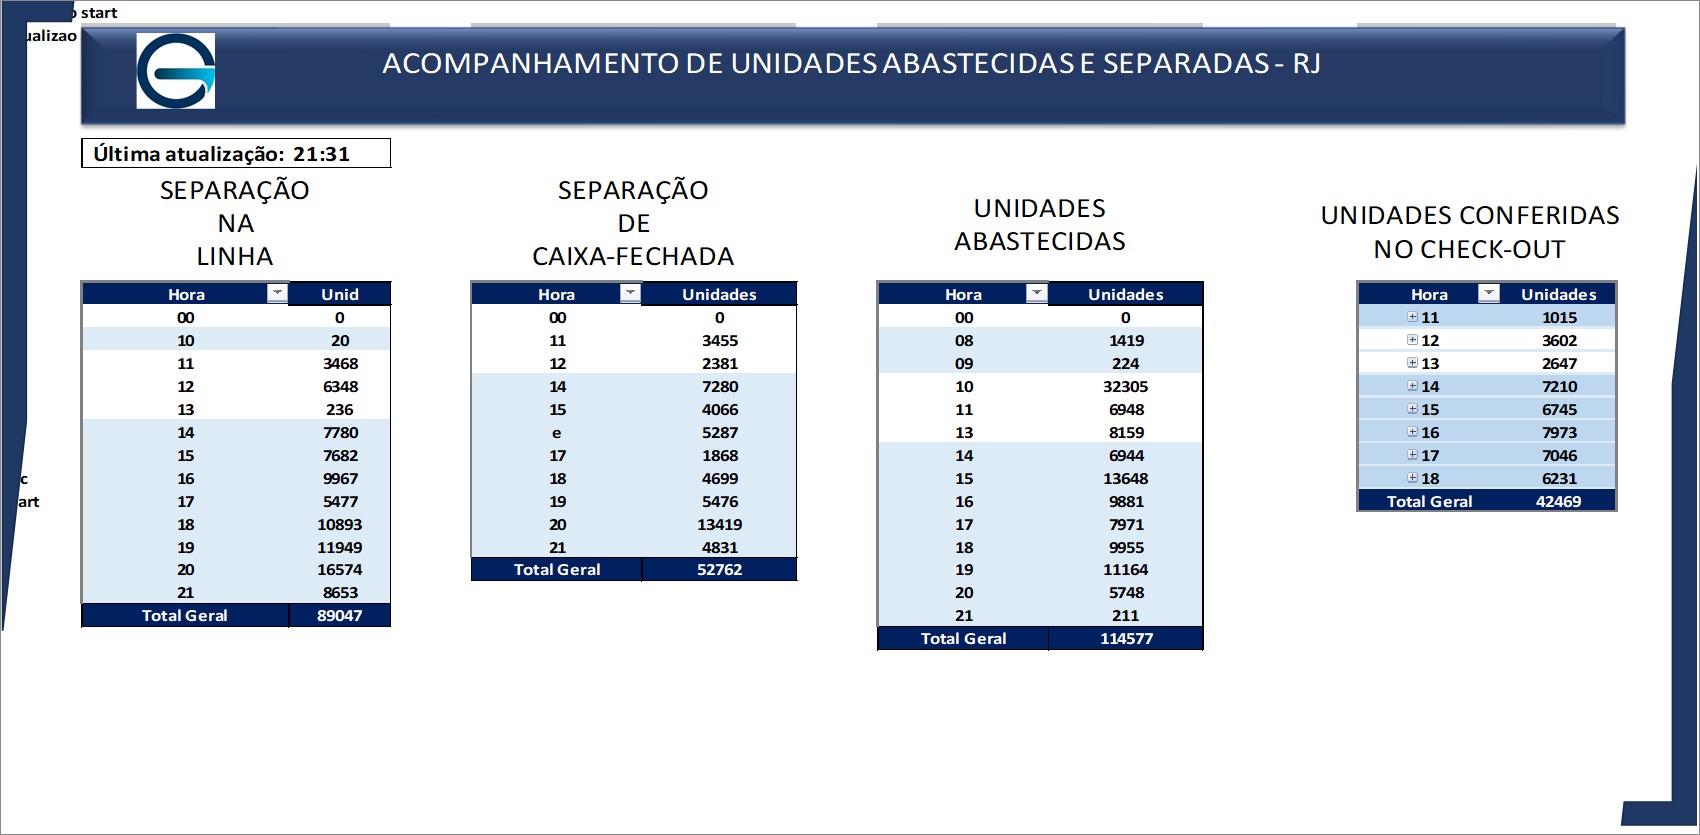 start
ACOMPANHAMENTO DE UNIDADES ABASTECIDAS E SEPARADAS - RJ
Última atualização: 21:31
SEPARAÇÃO
NA
LINHA
Hora Unid
00 0
10 20
11 3468
12 6348
13 236
14 7780
15 7682
16 9967
17 5477
18 10893
19 11949
20 16574
21 8653
Total Geral 89047
SEPARAÇÃO
DE
CAIXA-FECHADA
Hora Unidades
00 0
11 3455
12 2381
14 7280
15 4066
e 5287
17 1868
18 4699
19 5476
20 13419
21 4831
Total Geral 52762
UNIDADES
ABASTECIDAS
Hora Unidades
00 0
08 1419
09 224
10 32305
11 6948
13 8159
14 6944
15 13648
16 9881
17 7971
18 9955
19 11164
20 5748
21 211
Total Geral 114577
UNIDADES CONFERIDAS
NO CHECK-OUT
Hora Unidades
11 1015
12 3602
13 2647
14 7210
15 6745
16 7973
17 7046
18 6231
Total Geral 42469